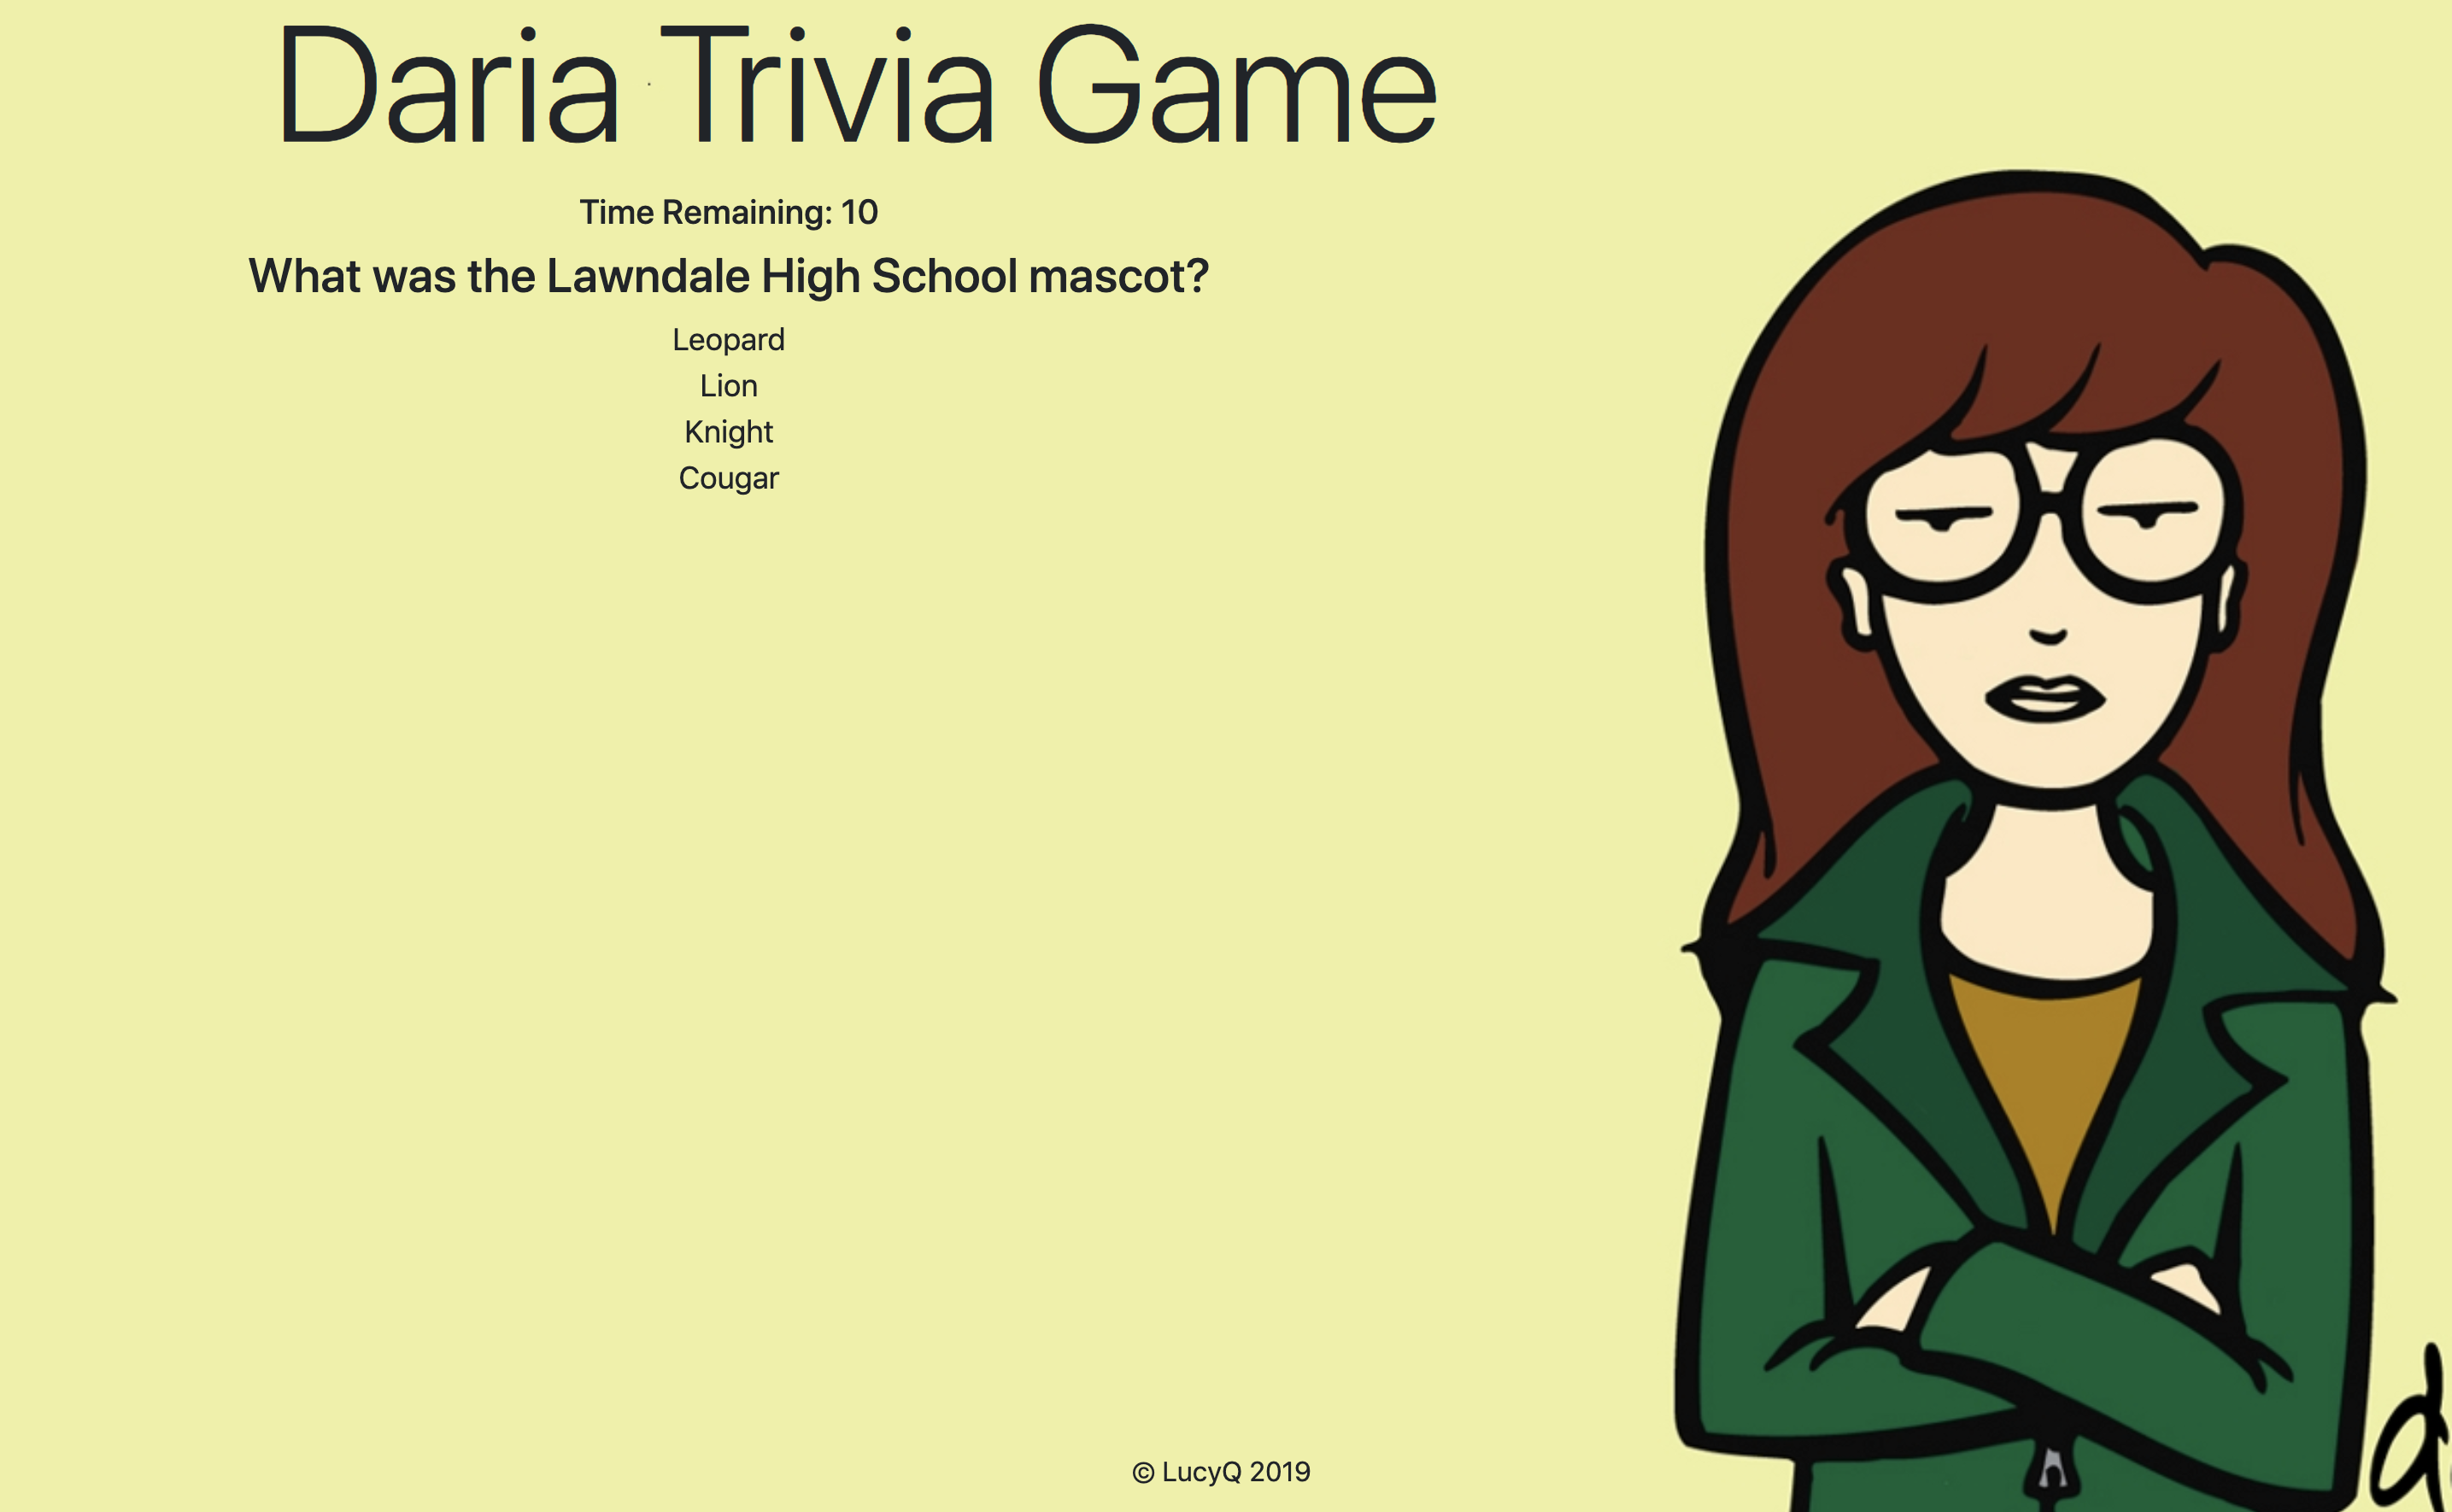 Daria Trivia Game
Time Remaining: 10
What was the Lawndale High School mascot?
Leopard
Lion
Knight
Cougar
© LucyQ 2019